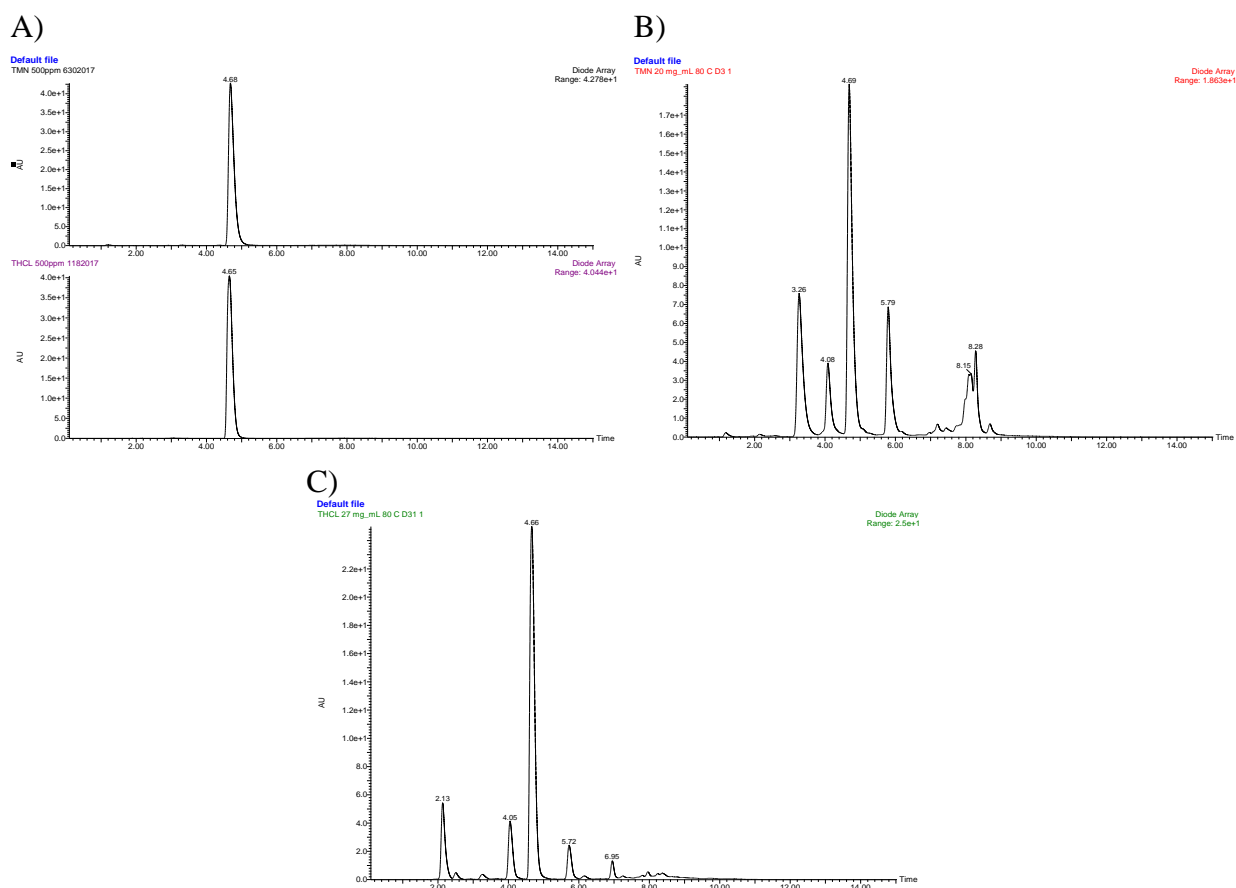 A)
Default file
TMN 500ppm 6302017
Diode Array
Range: 4.278e+1
4.68
4.0e+1
3.5e+1
3.0e+1
2.5e+1
2.0e+1
1.5e+1
1.0e+1
5.0
0.0
AU
2.00 4.00 6.00 8.00 10.00 12.00 14.00
THCL 500ppm 1182017
Diode Array
Range: 4.044e+1
4.65
4.0e+1
3.5e+1
3.0e+1
2.5e+1
2.0e+1
1.5e+1
1.0e+1
5.0
0.0
AU
2.00 4.00 6.00 8.00 10.00 12.00 14.00
Time
B)
Default file
TMN 20 mg_mL 80 C D3 1
Diode Array
Range: 1.863e+1
4.69
3.26
4.08
5.79
8.15
8.28
1.7e+1
1.6e+1
1.5e+1
1.4e+1
1.3e+1
1.2e+1
1.1e+1
1.0e+1
9.0
8.0
7.0
6.0
5.0
4.0
3.0
2.0
1.0
0.0
AU
2.00 4.00 6.00 8.00 10.00 12.00 14.00
Time
C)
Default file
THCL 27 mg_mL 80 C D31 1
Diode Array
Range: 2.5e+1
4.66
2.13
4.05
5.72
6.95
2.2e+1
2.0e+1
1.8e+1
1.6e+1
1.4e+1
1.2e+1
1.0e+1
8.0
6.0
4.0
2.0
0.0
AU
2.00 4.00 6.00 8.00 10.00 12.00 14.00
Time